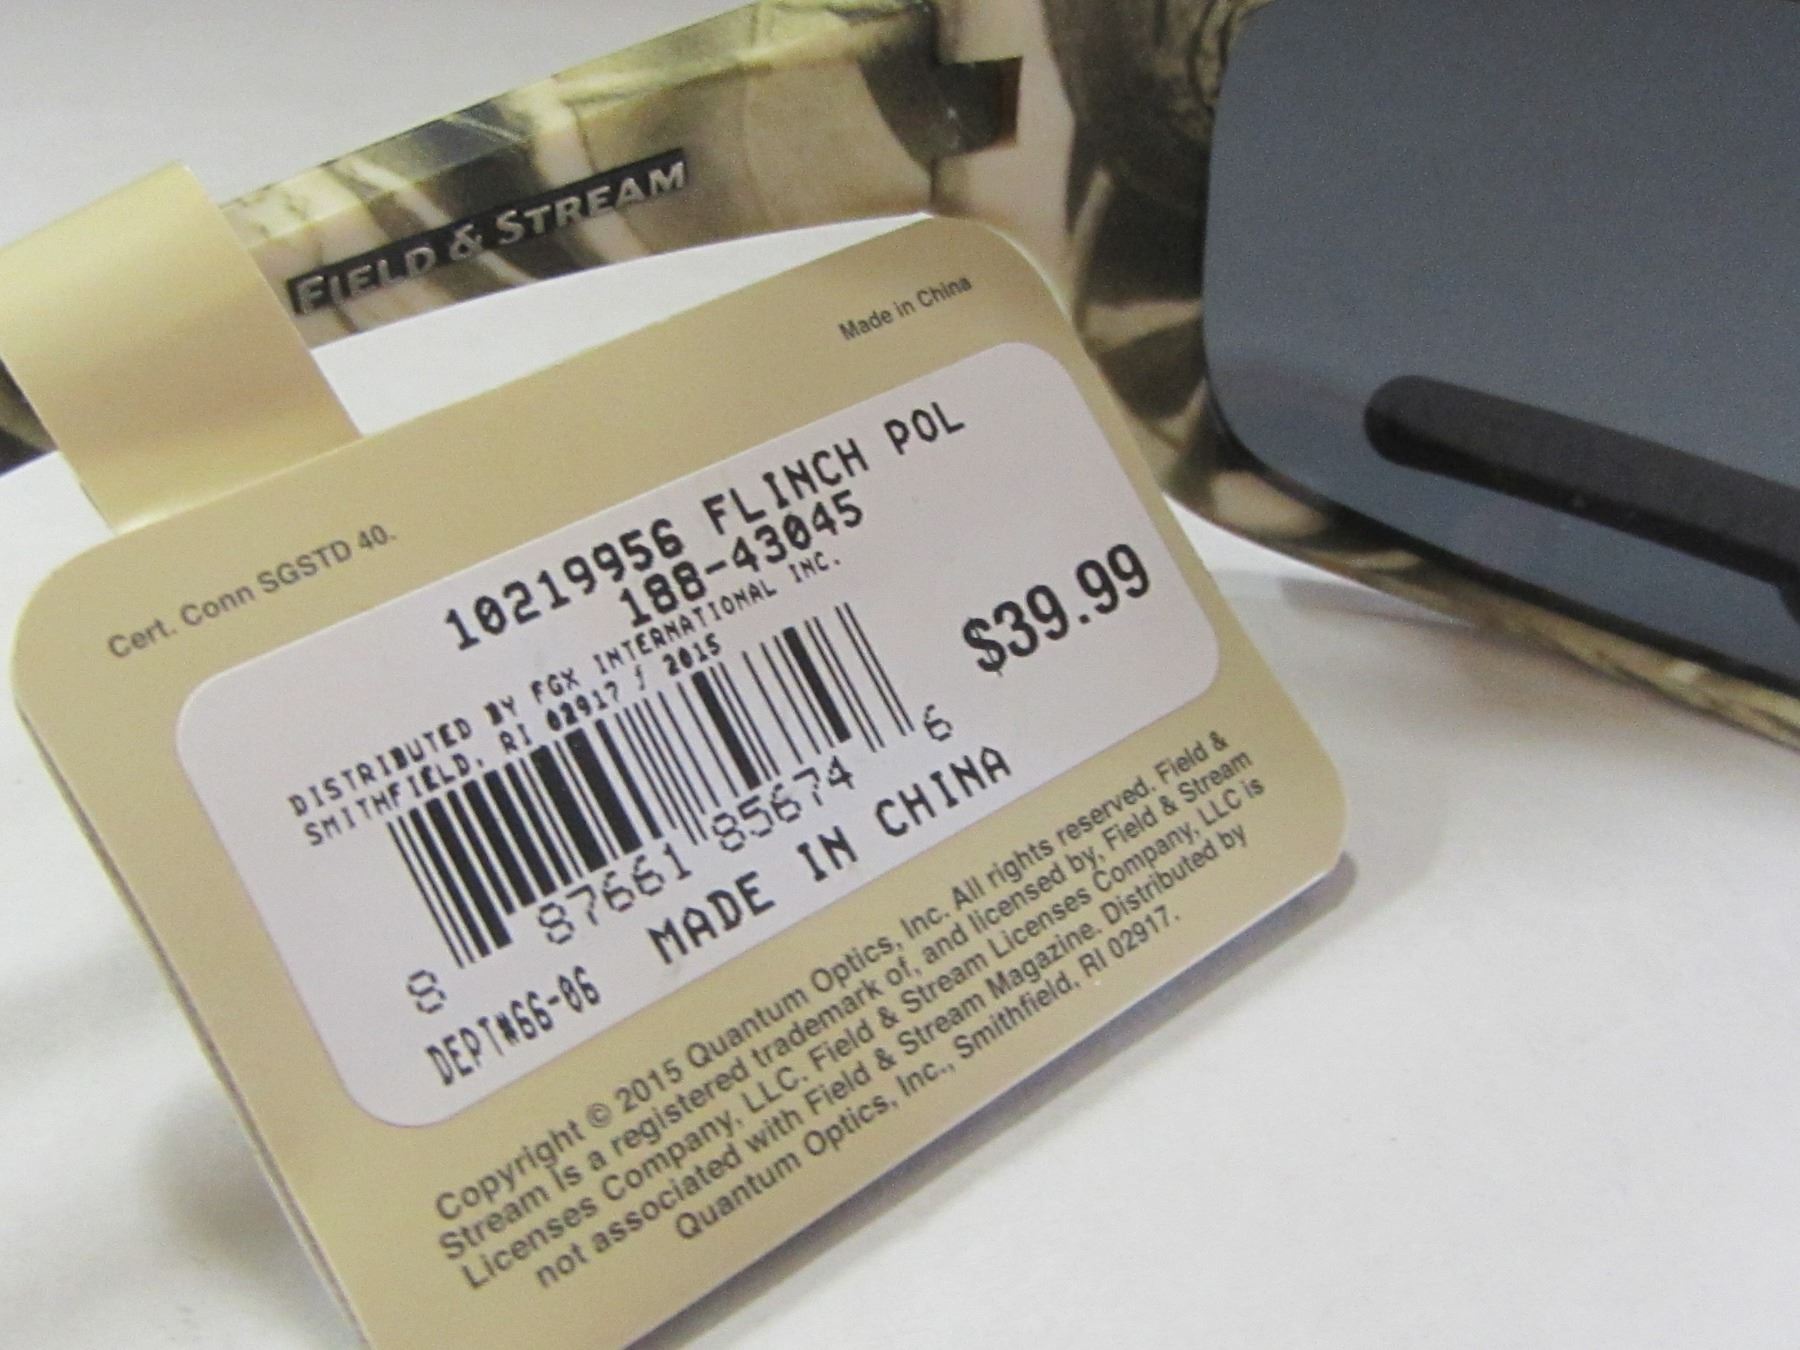 FIELD & STREAM
Made in China
Cert. Conn SGSTD 40.
10219956 FLINCH POL
188-43045
DISTRIBUTED BY FGX INTERNATIONAL INC.
SMITHFIELD, RI 02917 / 2015
$39.99
8 87661 85674 6
DEPT#66-06 MADE IN CHINA
Copyright © 2015 Quantum Optics, Inc. All rights reserved. Field &
Stream is a registered trademark of, and licensed by, Field & Stream
Licenses Company, LLC. Field & Stream Licenses Company, LLC is
not associated with Field & Stream Magazine. Distributed by
Quantum Optics, Inc., Smithfield, RI 02917.